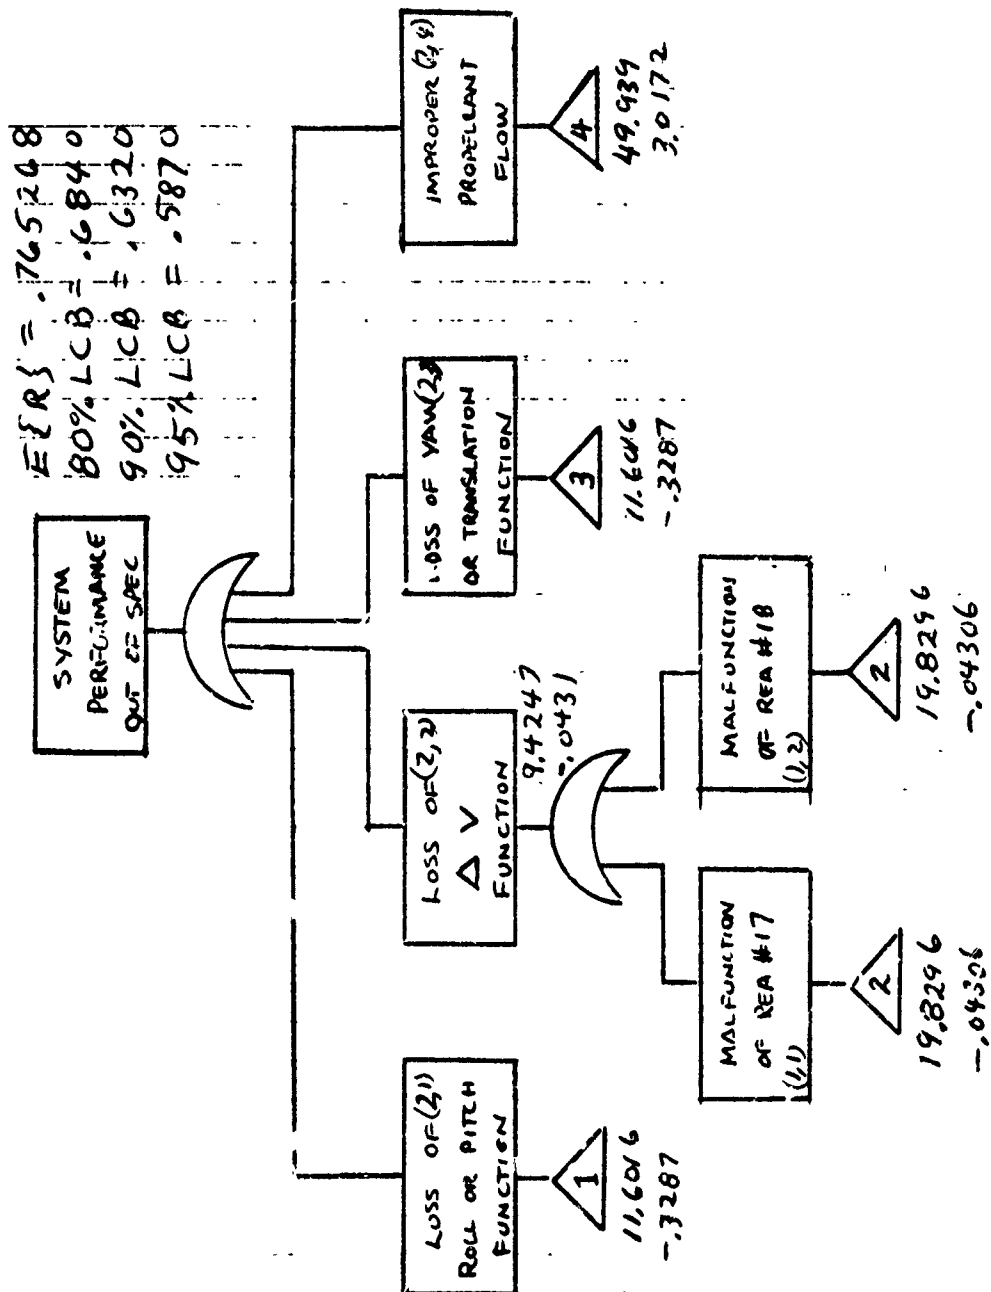 E{R} = .765268
80% LCB = .6840
90% LCB = .6320
95% LCB = .5870
SYSTEM
PERFORMANCE
OUT OF SPEC
LOSS OF (2,1)
ROLL OR PITCH
FUNCTION
1
11.6016
-.3287
LOSS OF (2,2)
Δ V
FUNCTION
9.4247
-.0431
LOSS OF YAW (2,3)
OR TRANSLATION
FUNCTION
3
11.6016
-.3287
IMPROPER (2,4)
PROPELLANT
FLOW
4
49.939
3.0172
MALFUNCTION
OF REA #17
(1,1)
2
19.8296
-.04306
MALFUNCTION
OF REA #18
(1,2)
2
19.8296
-.04306